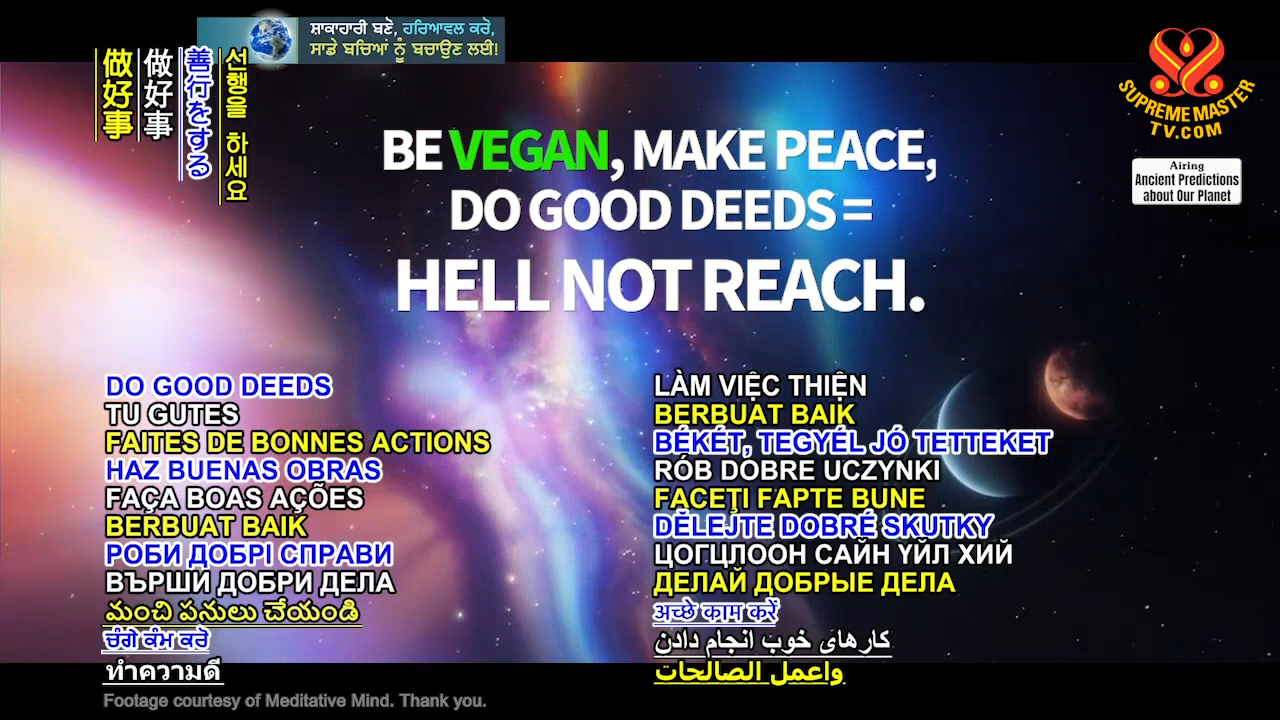 ਸ਼ਾਕਾਹਾਰੀ ਬਣੋ, ਹਰਿਆਵਲ ਕਰੋ,
ਸਾਡੇ ਬਚਿਆਂ ਨੂੰ ਬਚਾਉਣ ਲਈ!
做好事
做好事
善行をする
선행을 하세요
SUPREME MASTER
TV.COM
Airing
Ancient Predictions
about Our Planet
BE VEGAN, MAKE PEACE,
DO GOOD DEEDS =
HELL NOT REACH.
DO GOOD DEEDS
TU GUTES
FAITES DE BONNES ACTIONS
HAZ BUENAS OBRAS
FAÇA BOAS AÇÕES
BERBUAT BAIK
РОБИ ДОБРІ СПРАВИ
ВЪРШИ ДОБРИ ДЕЛА
మంచి పనులు చేయండి
ਚੰਗੇ ਕੰਮ ਕਰੋ
ทำความดี
LÀM VIỆC THIỆN
BERBUAT BAIK
BÉKÉT, TEGYÉL JÓ TETTEKET
RÓB DOBRE UCZYNKI
FACEŢI FAPTE BUNE
DĚLEJTE DOBRÉ SKUTKY
ЦОГЦЛООН САЙН ҮЙЛ ХИЙ
ДЕЛАЙ ДОБРЫЕ ДЕЛА
अच्छे काम करें
کارهای خوب انجام دادن
واعمل الصالحات
Footage courtesy of Meditative Mind. Thank you.